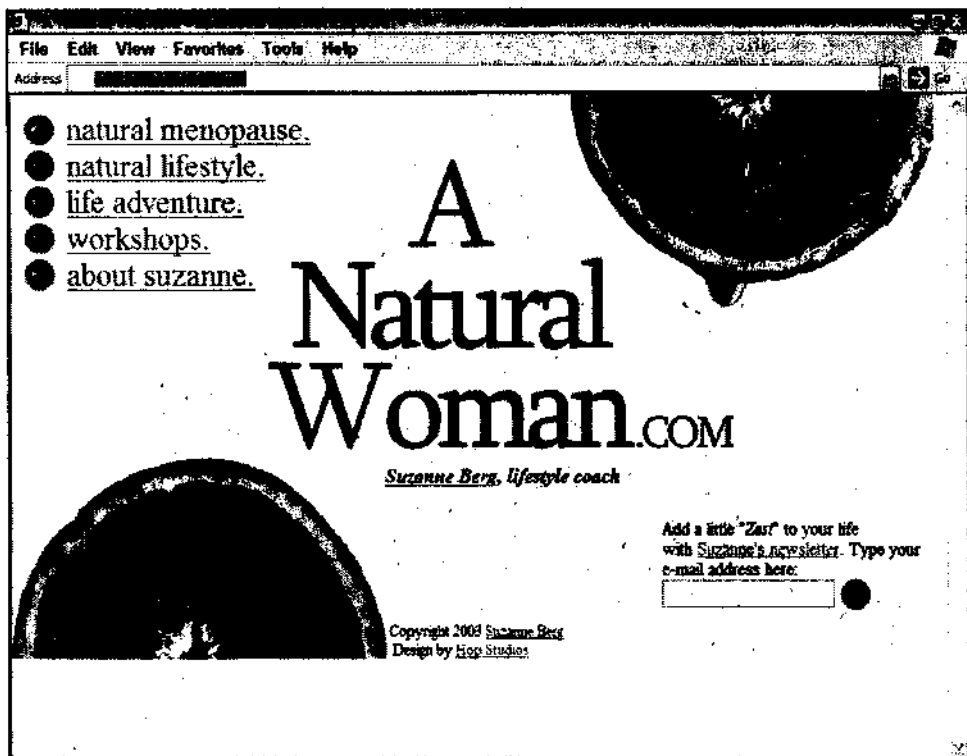 File Edit View Favorites Tools Help
Address Go
natural menopause.
natural lifestyle.
life adventure.
workshops.
about suzanne.
A
Natural
Woman.COM
Suzanne Berg, lifestyle coach
Add a little "Zest" to your life
with Suzanne's newsletter. Type your
e-mail address here:
Copyright 2003 Suzanne Berg
Design by Hop Studios